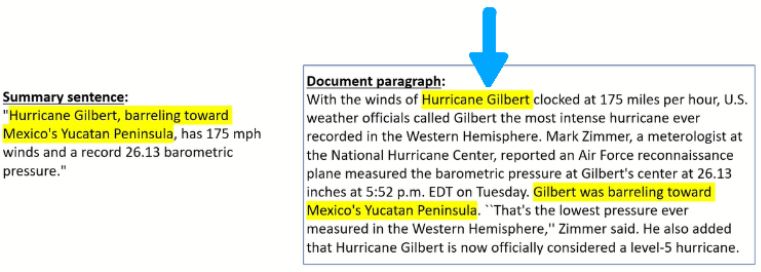 Summary sentence:
"Hurricane Gilbert, barreling toward
Mexico's Yucatan Peninsula, has 175 mph
winds and a record 26.13 barometric
pressure."
Document paragraph:
With the winds of Hurricane Gilbert clocked at 175 miles per hour, U.S.
weather officials called Gilbert the most intense hurricane ever
recorded in the Western Hemisphere. Mark Zimmer, a meterologist at
the National Hurricane Center, reported an Air Force reconnaissance
plane measured the barometric pressure at Gilbert's center at 26.13
inches at 5:52 p.m. EDT on Tuesday. Gilbert was barreling toward
Mexico's Yucatan Peninsula. ``That's the lowest pressure ever
measured in the Western Hemisphere,'' Zimmer said. He also added
that Hurricane Gilbert is now officially considered a level-5 hurricane.